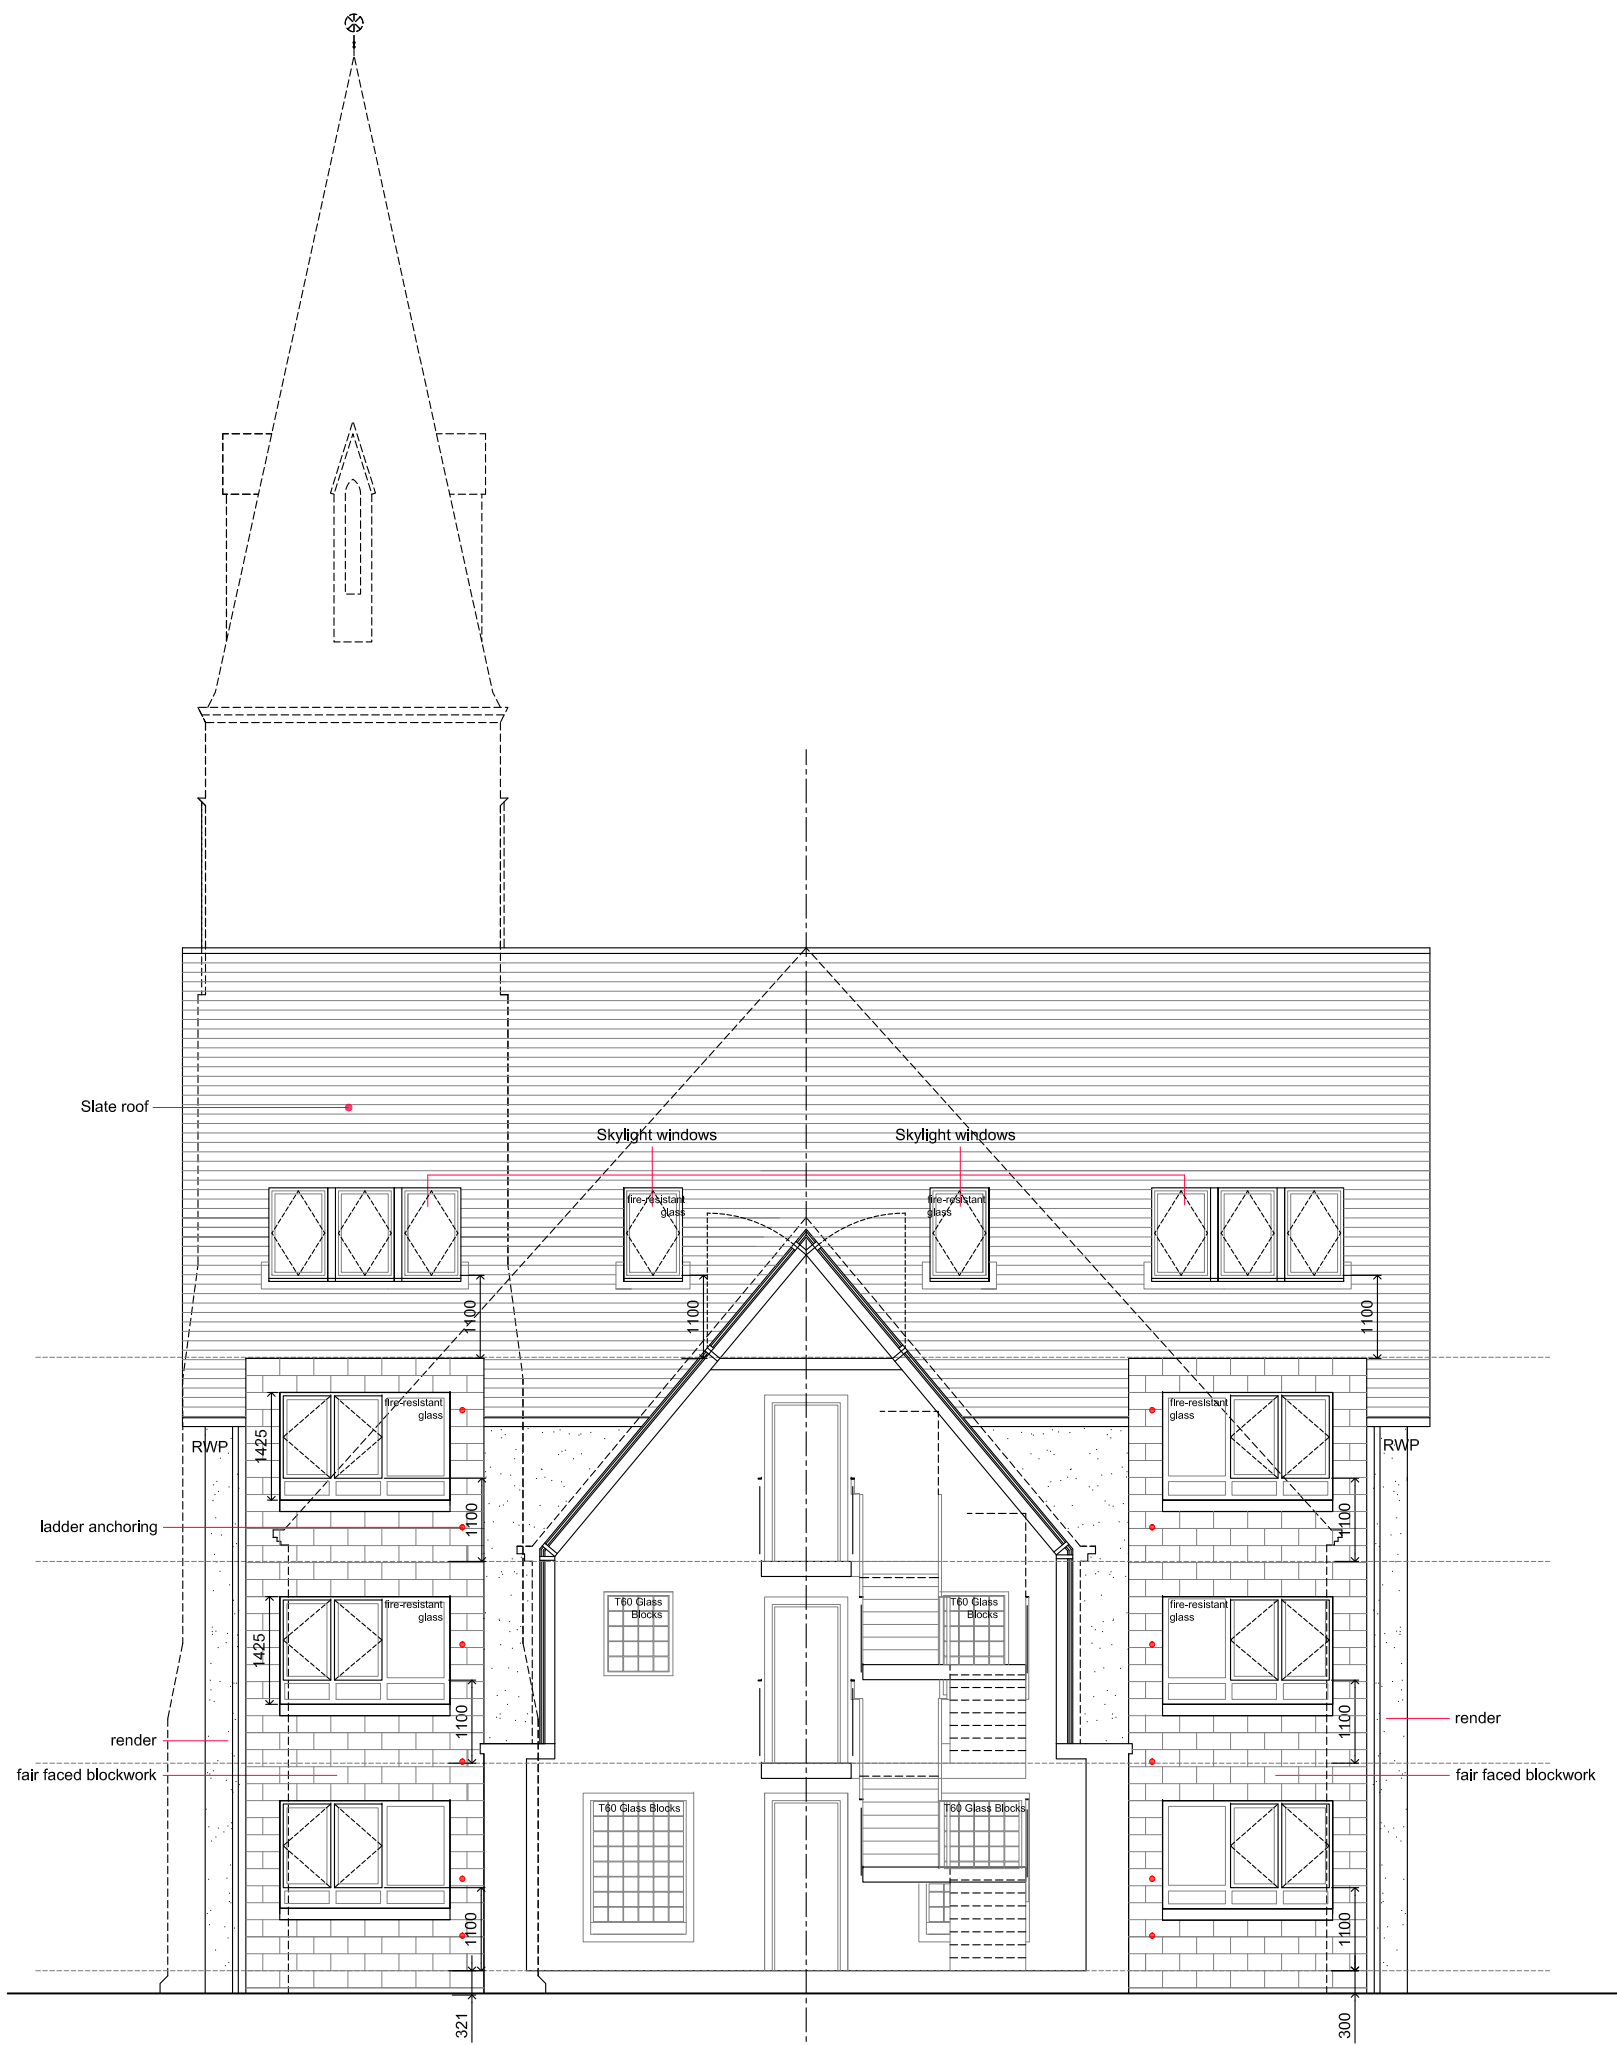 Slate roof
Skylight windows
Skylight windows
fire-resistant
glass
fire-resistant
glass
1100
1100
1100
fire-resistant
glass
fire-resistant
glass
1425
RWP
RWP
ladder anchoring
1100
1100
fire-resistant
glass
T60 Glass
Blocks
T60 Glass
Blocks
fire-resistant
glass
1425
1100
1100
render
render
fair faced blockwork
fair faced blockwork
T60 Glass Blocks
T60 Glass Blocks
1100
1100
321
300